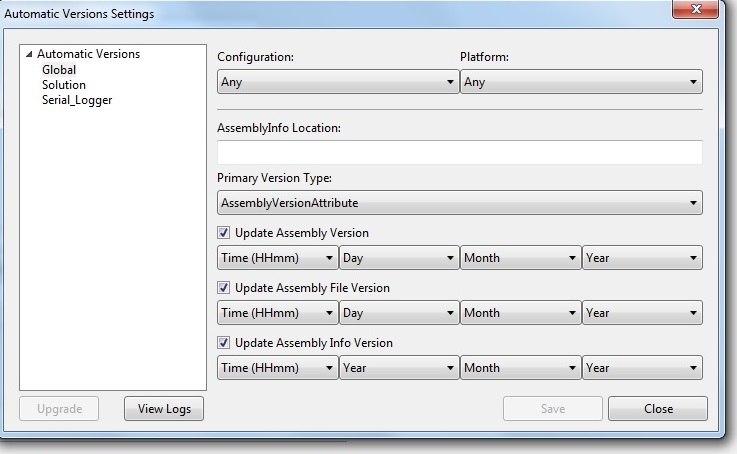 Automatic Versions Settings
Automatic Versions
Global
Solution
Serial_Logger
Configuration: Platform:
Any Any
AssemblyInfo Location:
Primary Version Type:
AssemblyVersionAttribute
Update Assembly Version
Time (HHmm) Day Month Year
Update Assembly File Version
Time (HHmm) Day Month Year
Update Assembly Info Version
Time (HHmm) Year Month Year
Upgrade View Logs Save Close